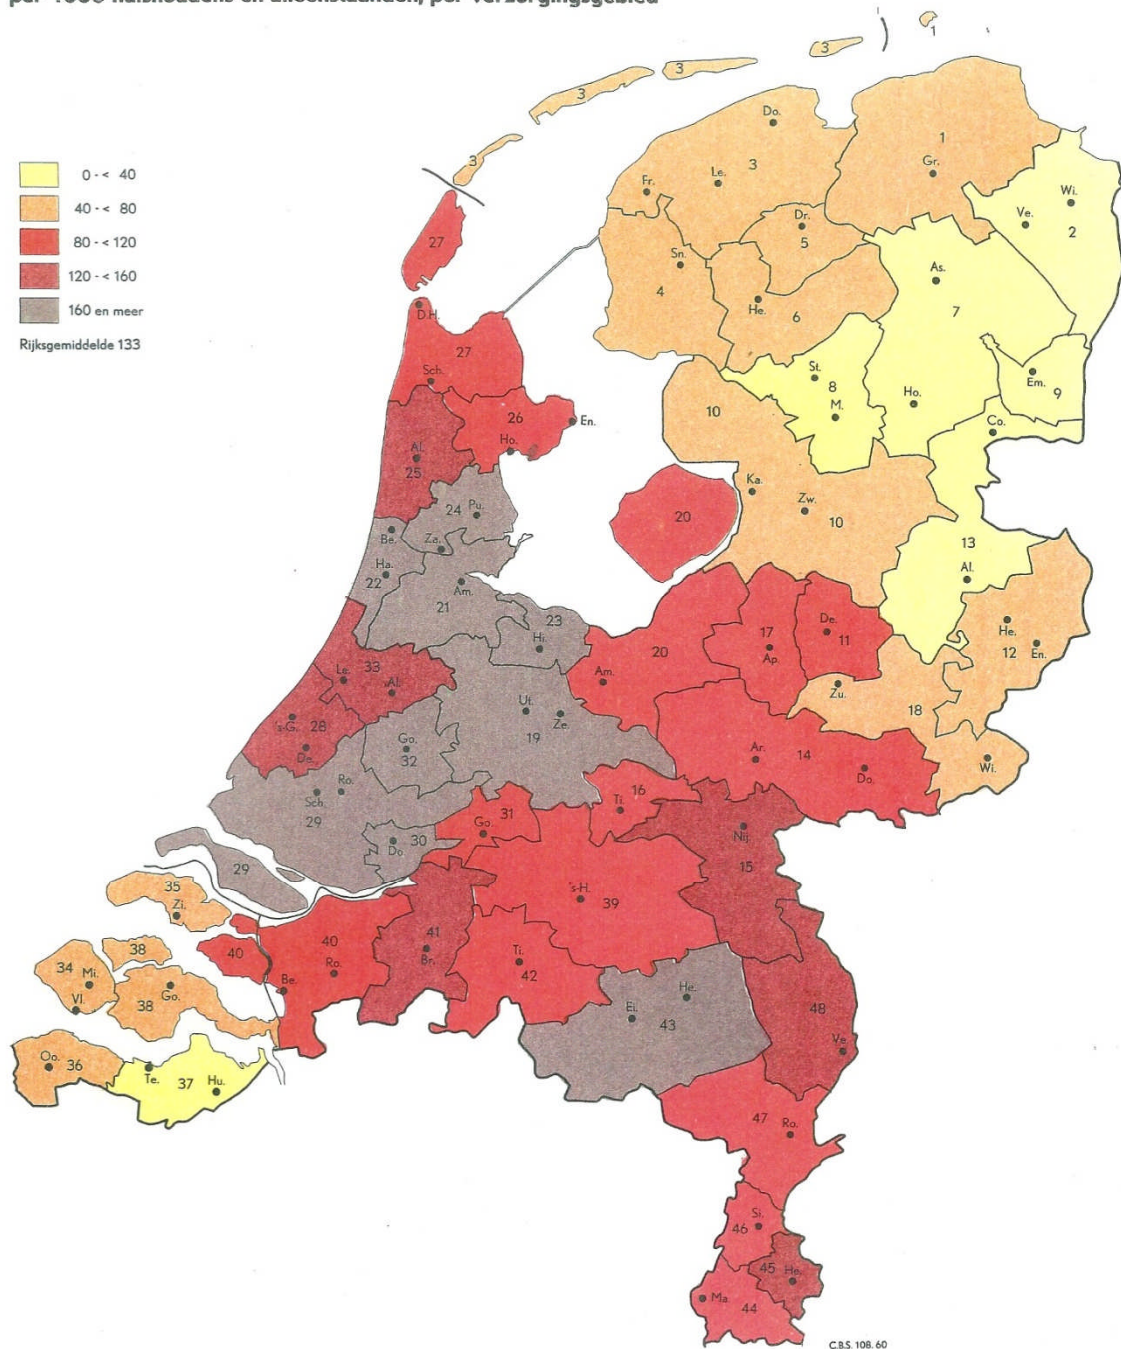 per 1000 huishoudens en alleenstaanden, per verzorgingsgebied
1
3
3
3
3
Do.
1
0 - < 40
40 - < 80
80 - < 120
120 - < 160
160 en meer
Rijksgemiddelde 133
Fr.
Le.
3
Gr.
Wi.
Ve.
2
Dr.
5
27
Sn.
4
As.
He.
6
7
D.H.
27
Sch.
St.
8
M.
Em.
9
Ho.
Co.
10
26
En.
Ho.
Al.
25
24
Pu.
Ka.
Zw.
10
20
Be.
Za.
13
Al.
Ha.
22
Am.
21
23
Hi.
17
Ap.
De.
11
He.
En.
12
33
Le.
Al.
Am.
20
Zu.
18
's-G.
28
De.
Go.
32
Ut.
Ze.
19
Ar.
14
Do.
Wi.
Ro.
Sch.
29
16
Ti.
31
Go.
30
Do.
Nij.
15
29
35
Zi.
's-H.
39
38
40
40
Ro.
Be.
41
Br.
Ti.
42
34
Mi.
Vl.
38
Go.
He.
Ei.
43
48
Ve.
Oo.
36
Te.
37
Hu.
47
Ro.
Si.
46
45
He.
Ma.
44
C.B.S. 108. 60